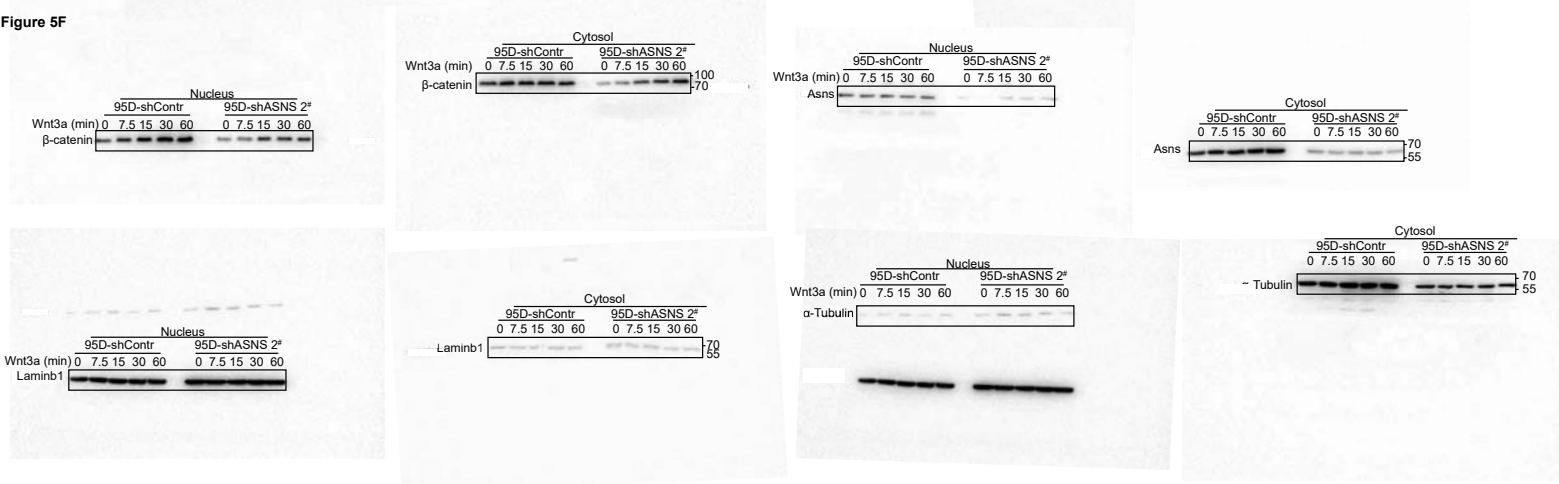 Figure 5F
Nucleus
95D-shContr 95D-shASNS 2#
Wnt3a (min) 0 7.5 15 30 60 0 7.5 15 30 60
β-catenin
Cytosol
95D-shContr 95D-shASNS 2#
Wnt3a (min) 0 7.5 15 30 60 0 7.5 15 30 60
β-catenin
100
70
Nucleus
95D-shContr 95D-shASNS 2#
Wnt3a (min) 0 7.5 15 30 60 0 7.5 15 30 60
Asns
Cytosol
95D-shContr 95D-shASNS 2#
0 7.5 15 30 60 0 7.5 15 30 60
Asns
70
55
Nucleus
95D-shContr 95D-shASNS 2#
Wnt3a (min) 0 7.5 15 30 60 0 7.5 15 30 60
Laminb1
Cytosol
95D-shContr 95D-shASNS 2#
0 7.5 15 30 60 0 7.5 15 30 60
Laminb1
70
55
Nucleus
95D-shContr 95D-shASNS 2#
Wnt3a (min) 0 7.5 15 30 60 0 7.5 15 30 60
α-Tubulin
Cytosol
95D-shContr 95D-shASNS 2#
0 7.5 15 30 60 0 7.5 15 30 60
Tubulin
70
55